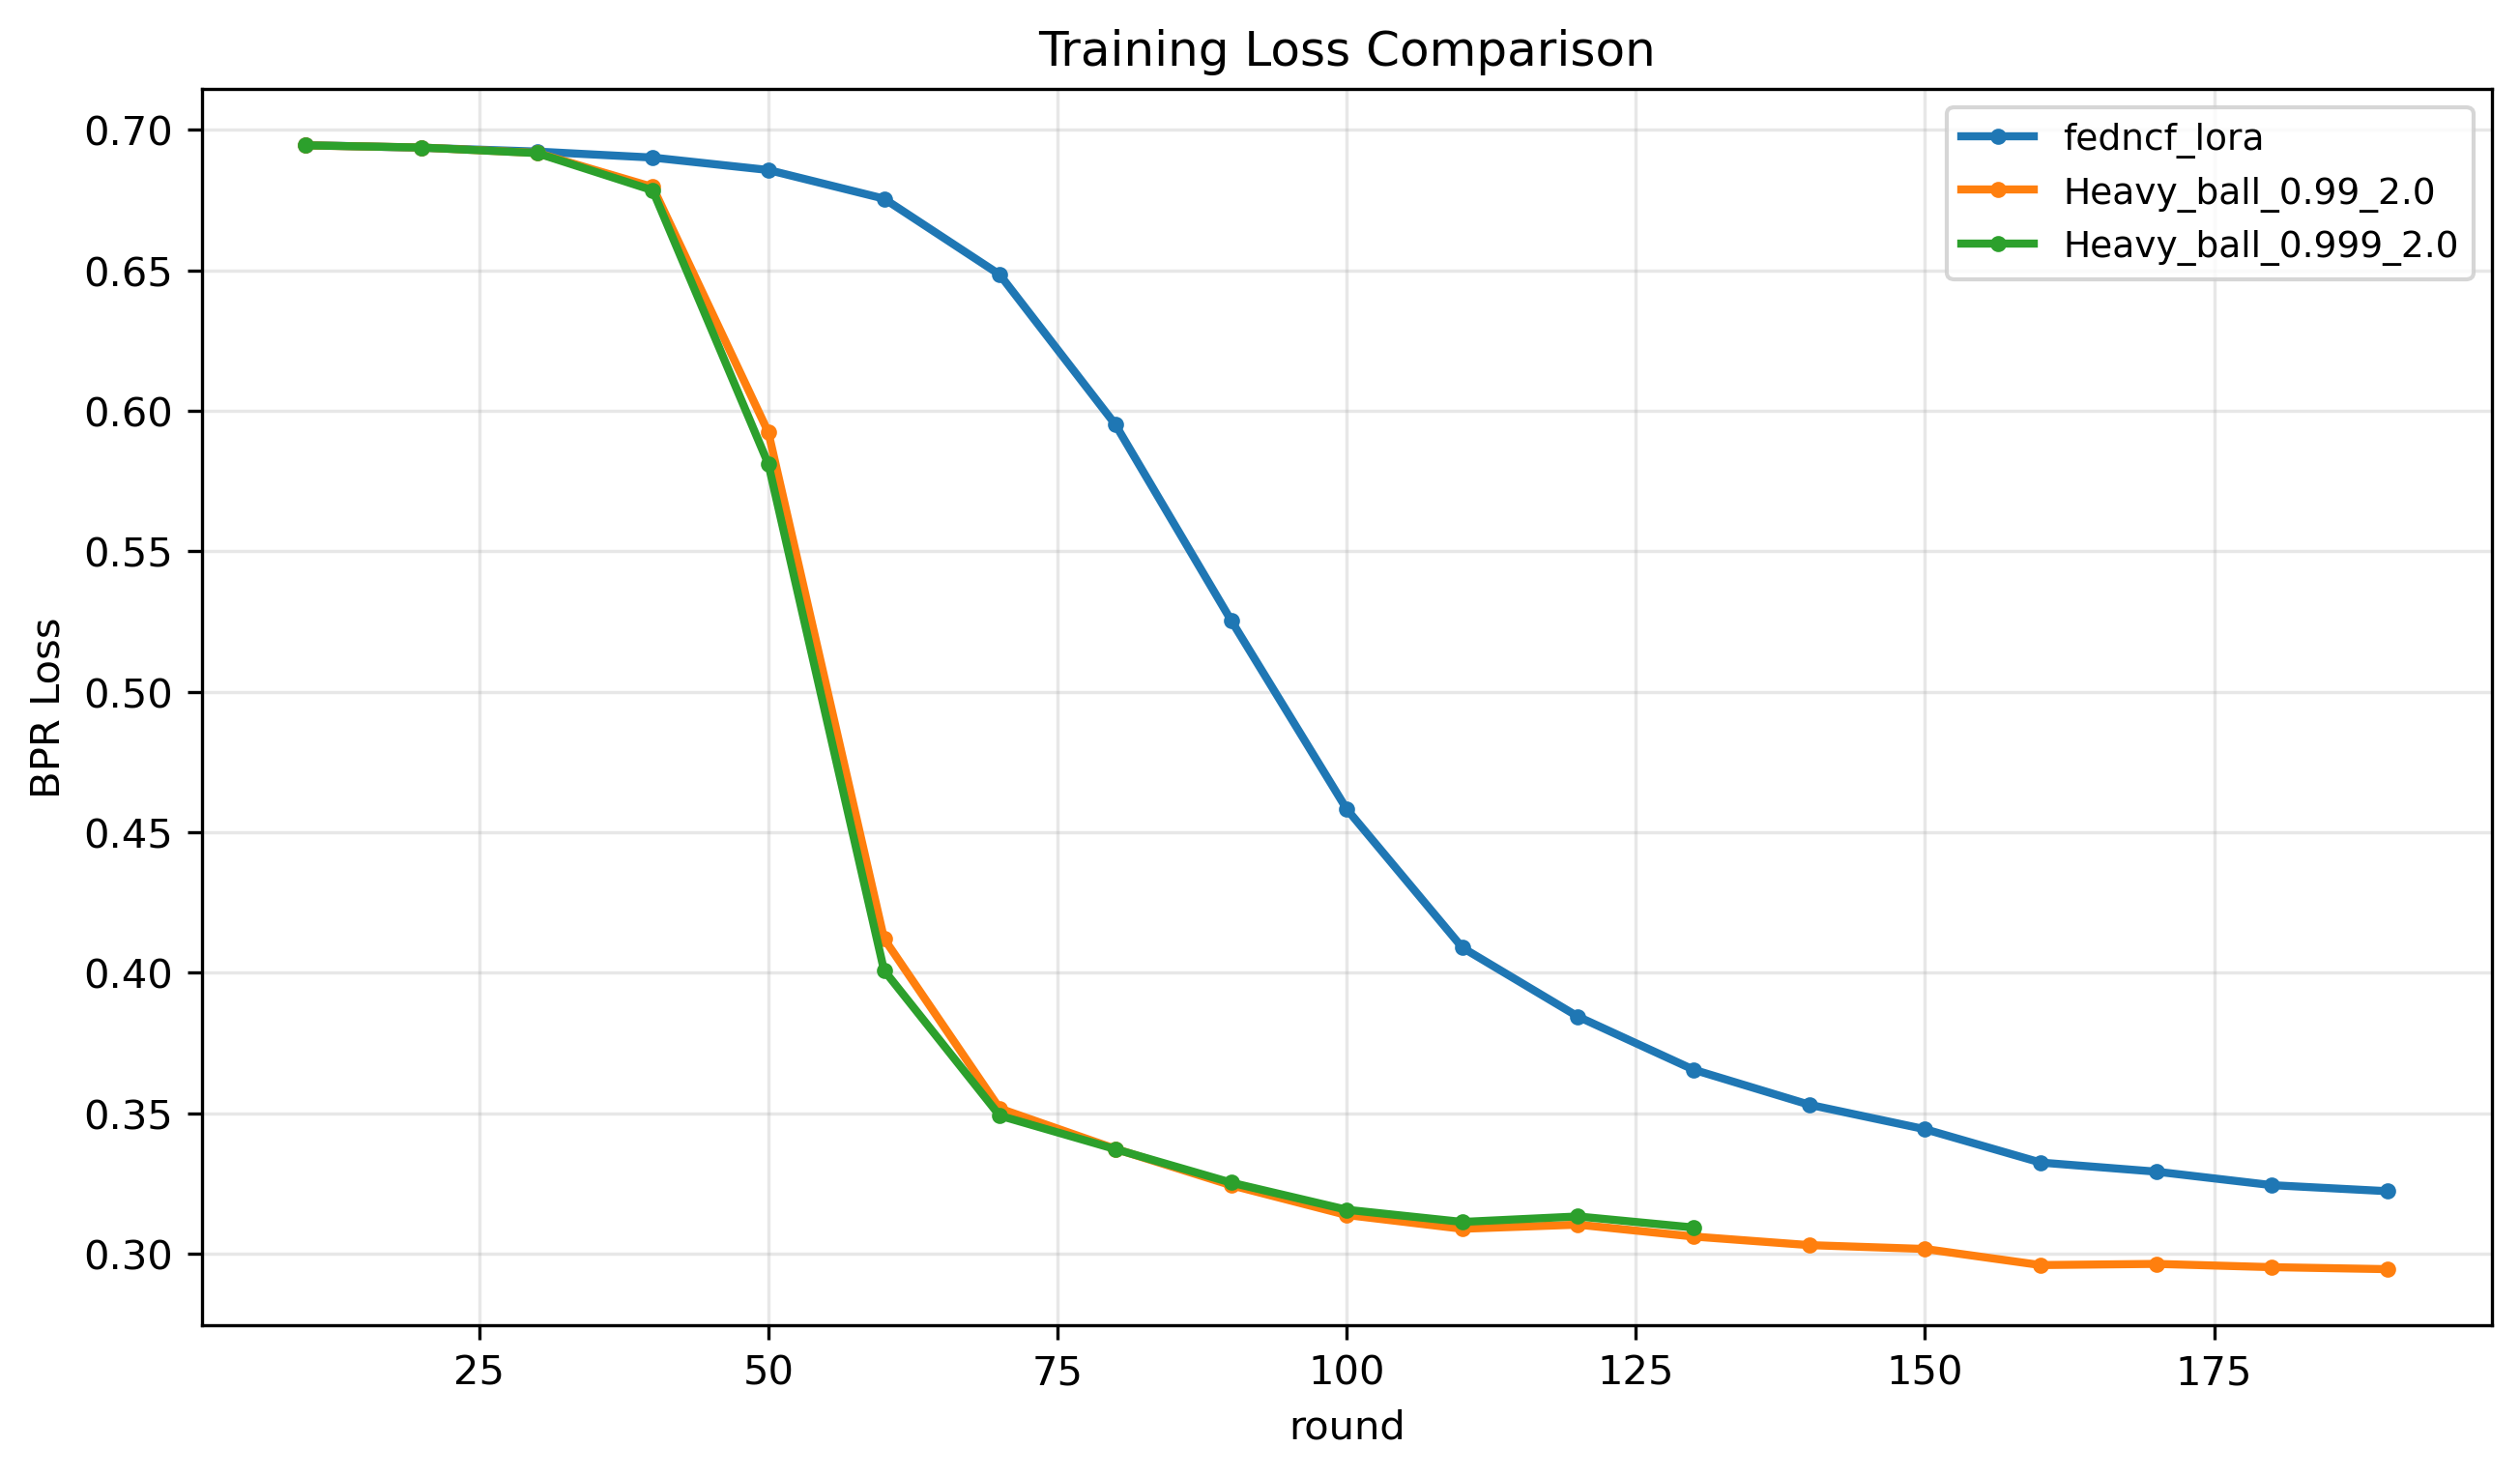 Training Loss Comparison
fedncf_lora
Heavy_ball_0.99_2.0
Heavy_ball_0.999_2.0
BPR Loss
0.70
0.65
0.60
0.55
0.50
0.45
0.40
0.35
0.30
25 50 75 100 125 150 175
round